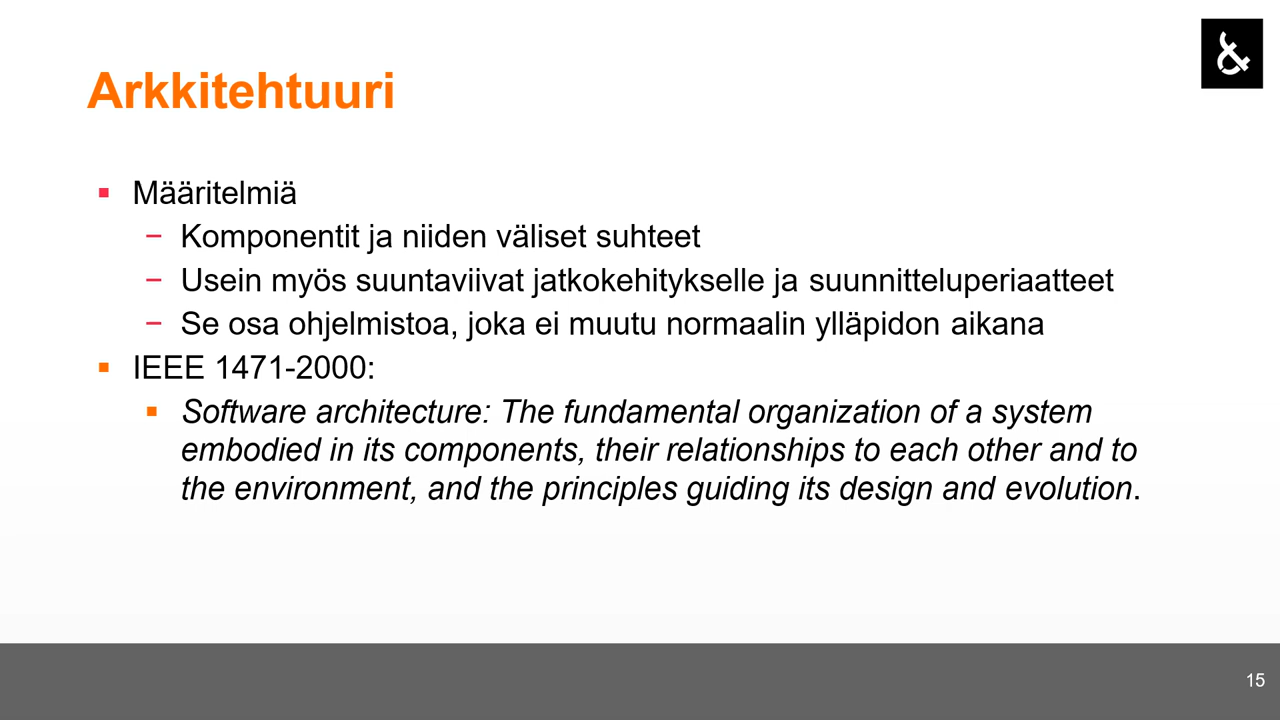 &
Arkkitehtuuri
▪ Määritelmiä
− Komponentit ja niiden väliset suhteet
− Usein myös suuntaviivat jatkokehitykselle ja suunnitteluperiaatteet
− Se osa ohjelmistoa, joka ei muutu normaalin ylläpidon aikana
▪ IEEE 1471-2000:
▪ Software architecture: The fundamental organization of a system
embodied in its components, their relationships to each other and to
the environment, and the principles guiding its design and evolution.
15